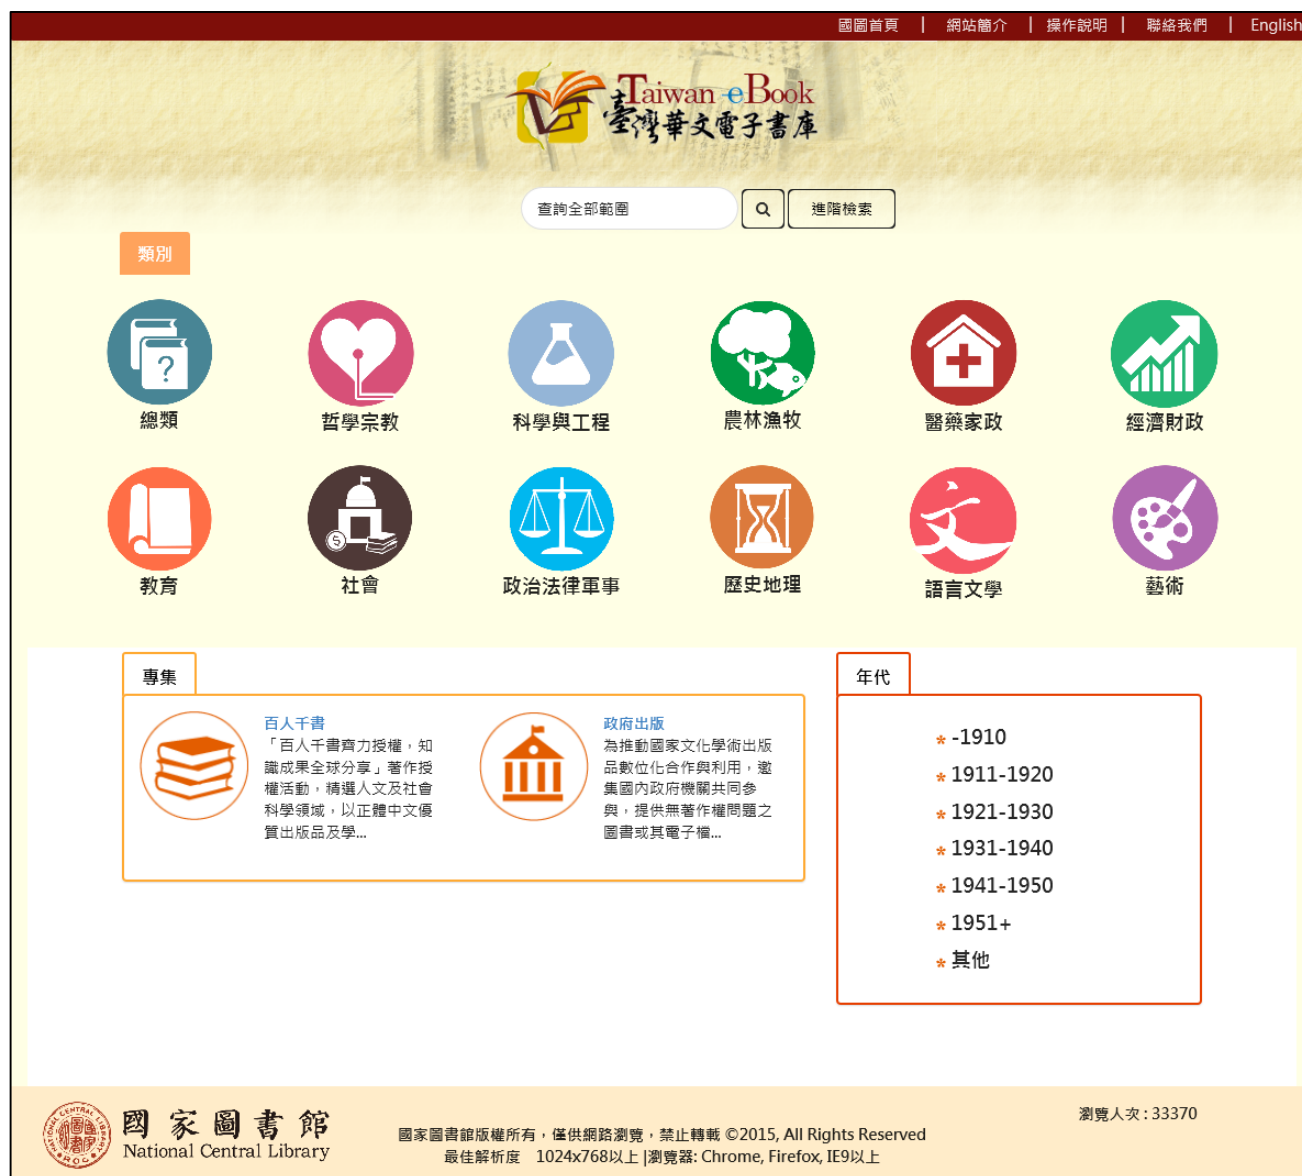 國圖首頁 | 網站簡介 | 操作說明 | 聯絡我們 | English
Taiwan eBook
臺灣華文電子書庫
查詢全部範圍
進階檢索
類別
?
總類
哲學宗教
科學與工程
農林漁牧
醫藥家政
經濟財政
$
文
教育
社會
政治法律軍事
歷史地理
語言文學
藝術
專集
百人千書
「百人千書齊力授權，知
識成果全球分享」著作授
權活動，精選人文及社會
科學領域，以正體中文優
質出版品及學...
政府出版
為推動國家文化學術出版
品數位化合作與利用，邀
集國內政府機關共同參
與，提供無著作權問題之
圖書或其電子檔...
年代
* -1910
* 1911-1920
* 1921-1930
* 1931-1940
* 1941-1950
* 1951+
* 其他
國家圖書館
National Central Library
國家圖書館版權所有，僅供網路瀏覽，禁止轉載 ©2015, All Rights Reserved
最佳解析度 1024x768以上 |瀏覽器: Chrome, Firefox, IE9以上
瀏覽人次 : 33370